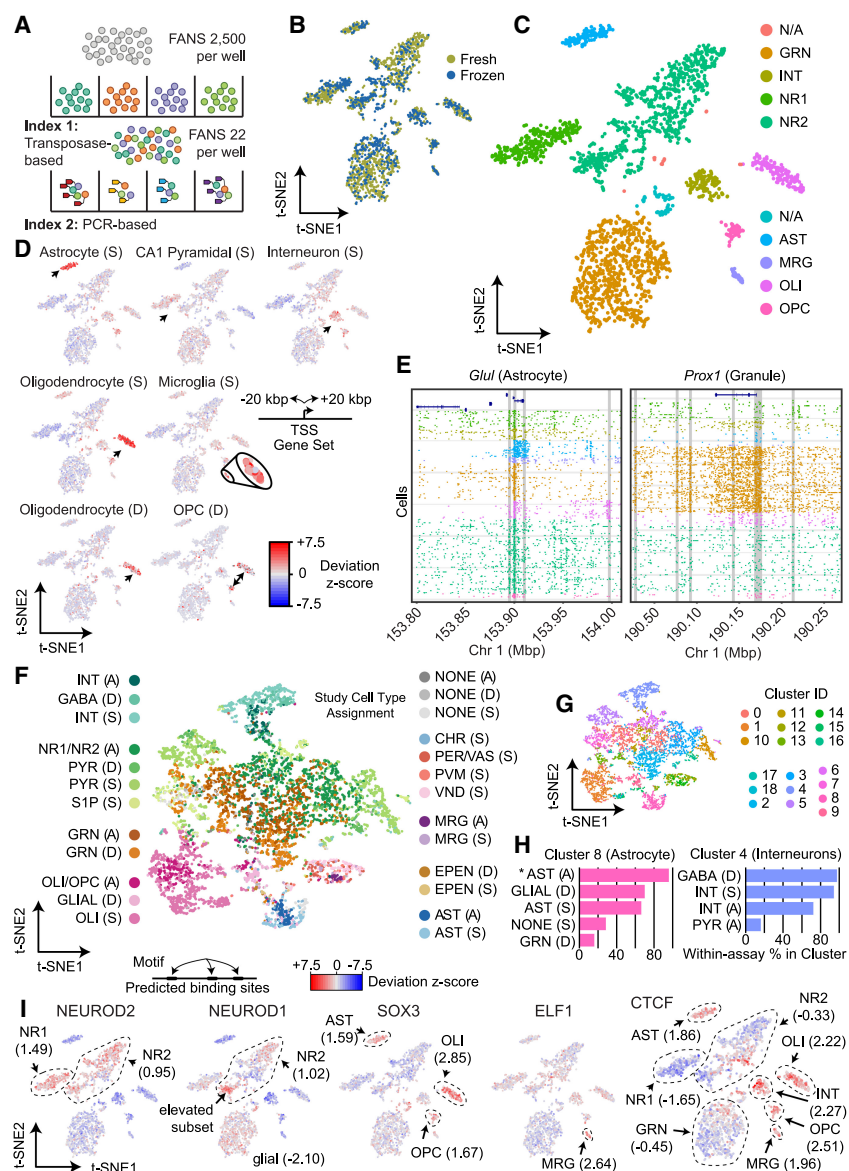 A
FANS 2,500
per well
Index 1:
Transposase-
based
FANS 22
per well
Index 2: PCR-based
B
Fresh
Frozen
t-SNE2
t-SNE1
C
N/A
GRN
INT
NR1
NR2
N/A
AST
MRG
OLI
OPC
t-SNE2
t-SNE1
D
Astrocyte (S)
CA1 Pyramidal (S)
Interneuron (S)
Oligodendrocyte (S)
Microglia (S)
-20 kbp
+20 kbp
TSS
Gene Set
Oligodendrocyte (D)
OPC (D)
+7.5
0
-7.5
Deviation
z-score
t-SNE2
t-SNE1
E
Glul (Astrocyte)
Prox1 (Granule)
Cells
153.80
153.85
153.90
153.95
154.00
Chr 1 (Mbp)
190.50
190.10
190.15
190.20
190.25
Chr 1 (Mbp)
F
INT (A)
GABA (D)
INT (S)
NR1/NR2 (A)
PYR (D)
PYR (S)
S1P (S)
GRN (A)
GRN (D)
OLI/OPC (A)
GLIAL (D)
OLI (S)
Study Cell Type
Assignment
NONE (A)
NONE (D)
NONE (S)
CHR (S)
PER/VAS (S)
PVM (S)
VND (S)
MRG (A)
MRG (S)
EPEN (D)
EPEN (S)
AST (A)
AST (S)
t-SNE2
t-SNE1
G
Cluster ID
0
1
10
11
12
13
14
15
16
17
18
2
3
4
5
6
7
8
9
t-SNE2
t-SNE1
H
Cluster 8 (Astrocyte)
*AST (A)
GLIAL (D)
AST (S)
NONE (S)
GRN (D)
0
40
80
Cluster 4 (Interneurons)
GABA (D)
INT (S)
INT (A)
PYR (A)
0
40
80
Within-assay % in Cluster
Motif
Predicted binding sites
+7.5
0
-7.5
Deviation z-score
I
NEUROD2
NR1
(1.49)
NR2
(0.95)
t-SNE2
t-SNE1
NEUROD1
NR2
(1.02)
elevated
subset
glial (-2.10)
SOX3
AST
(1.59)
OLI
(2.85)
OPC (1.67)
ELF1
MRG (2.64)
CTCF
AST (1.86)
NR2
(-0.33)
OLI (2.22)
NR1 (-1.65)
INT
(2.27)
GRN
(-0.45)
OPC
(2.51)
MRG (1.96)